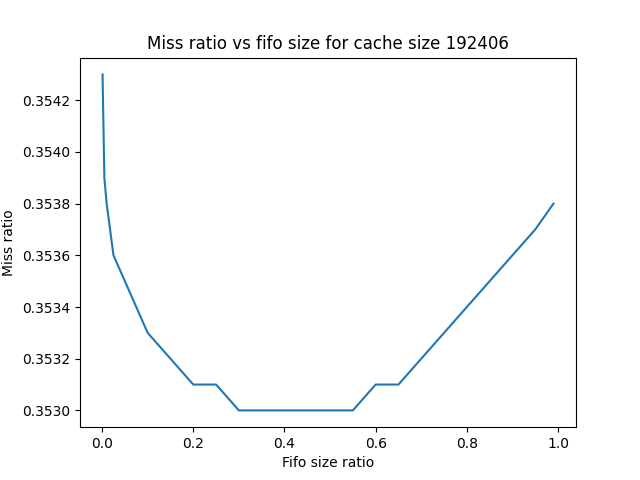 Miss ratio vs fifo size for cache size 192406
0.3542
0.3540
0.3538
0.3536
0.3534
0.3532
0.3530
Miss ratio
0.0 0.2 0.4 0.6 0.8 1.0
Fifo size ratio